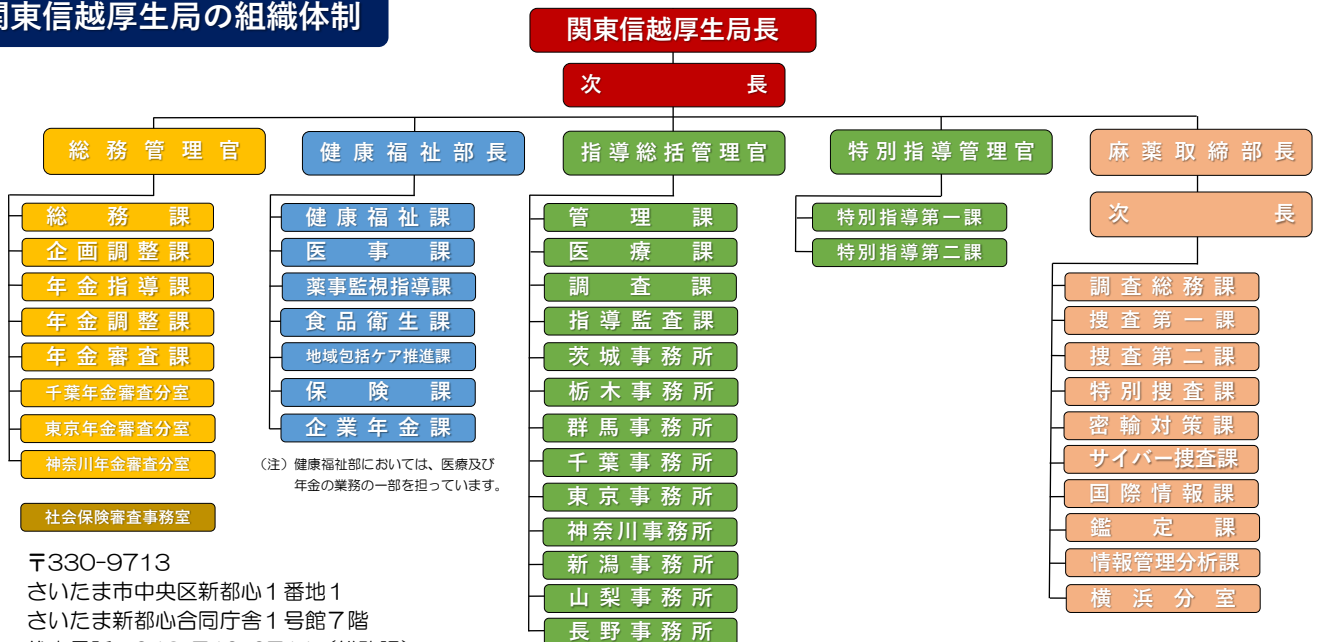 関東信越厚生局の組織体制
関東信越厚生局長
次長
総務管理官
総務課
企画調整課
年金指導課
年金調整課
年金審査課
千葉年金審査分室
東京年金審査分室
神奈川年金審査分室
社会保険審査事務室
健康福祉部長
健康福祉課
医事課
薬事監視指導課
食品衛生課
地域包括ケア推進課
保険課
企業年金課
(注)健康福祉部においては、医療及び
年金の業務の一部を担っています。
指導総括管理官
管理課
医療課
調査課
指導監査課
茨城事務所
栃木事務所
群馬事務所
千葉事務所
東京事務所
神奈川事務所
新潟事務所
山梨事務所
長野事務所
特別指導管理官
特別指導第一課
特別指導第二課
麻薬取締部長
次長
調査総務課
捜査第一課
捜査第二課
特別捜査課
密輸対策課
サイバー捜査課
国際情報課
鑑定課
情報管理分析課
横浜分室
〒330-9713
さいたま市中央区新都心1番地1
さいたま新都心合同庁舎1号館7階